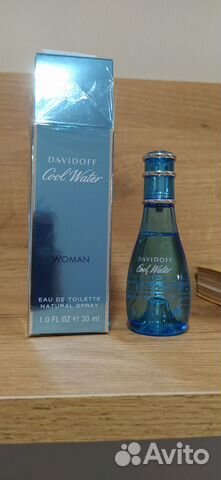 DAVIDOFF
Cool Water
WOMAN
EAU DE TOILETTE
NATURAL SPRAY
1.0 FL OZ ℮ 30 ml
DAVIDOFF
Cool Water
Avito